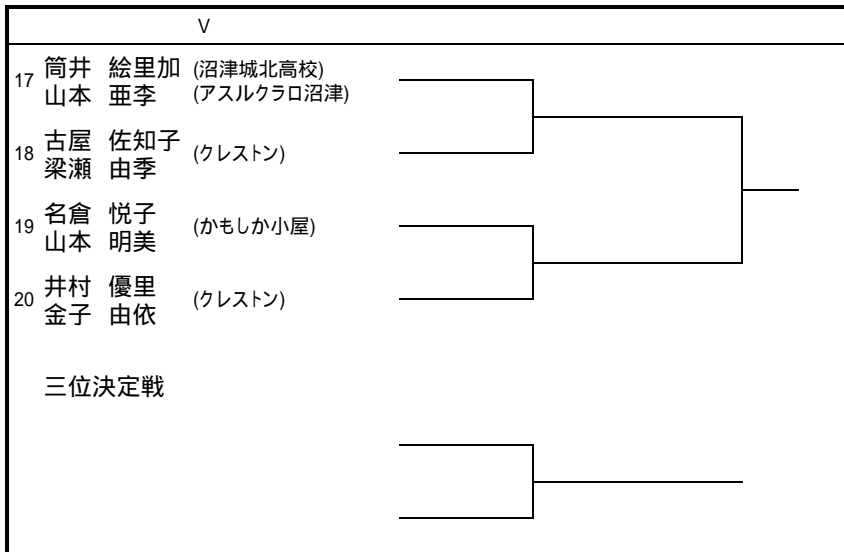 V
17 筒井 絵里加 (沼津城北高校)
山本 亜李 (アスルクラロ沼津)
18 古屋 佐知子 (クレストン)
梁瀬 由季
19 名倉 悦子 (かもしか小屋)
山本 明美
20 井村 優里 (クレストン)
金子 由依
三位決定戦